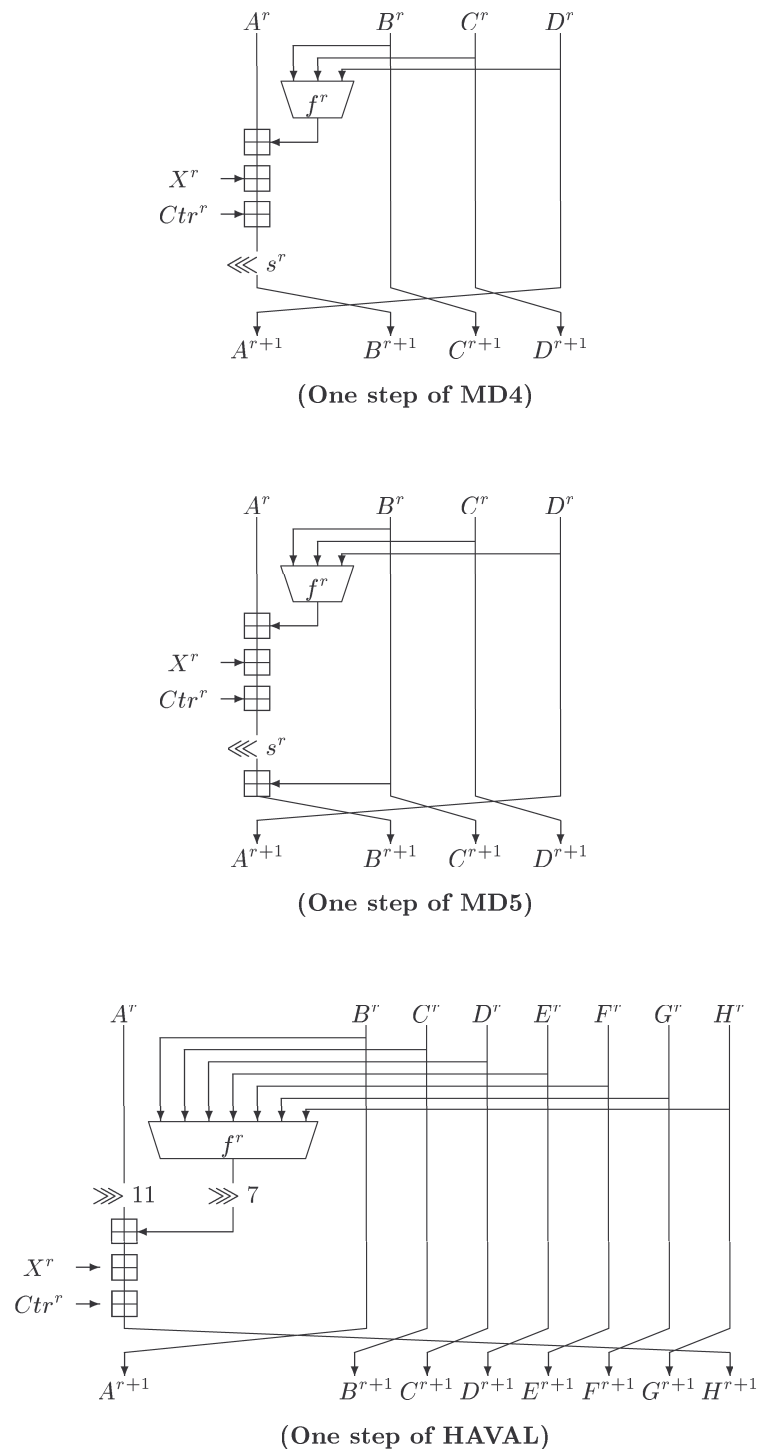 A^r B^r C^r D^r
f^r
X^r
Ctr^r
⋘ s^r
A^{r+1} B^{r+1} C^{r+1} D^{r+1}
(One step of MD4)
A^r B^r C^r D^r
f^r
X^r
Ctr^r
⋘ s^r
A^{r+1} B^{r+1} C^{r+1} D^{r+1}
(One step of MD5)
A^r B^r C^r D^r E^r F^r G^r H^r
f^r
⋙ 11 ⋙ 7
X^r
Ctr^r
A^{r+1} B^{r+1} C^{r+1} D^{r+1} E^{r+1} F^{r+1} G^{r+1} H^{r+1}
(One step of HAVAL)